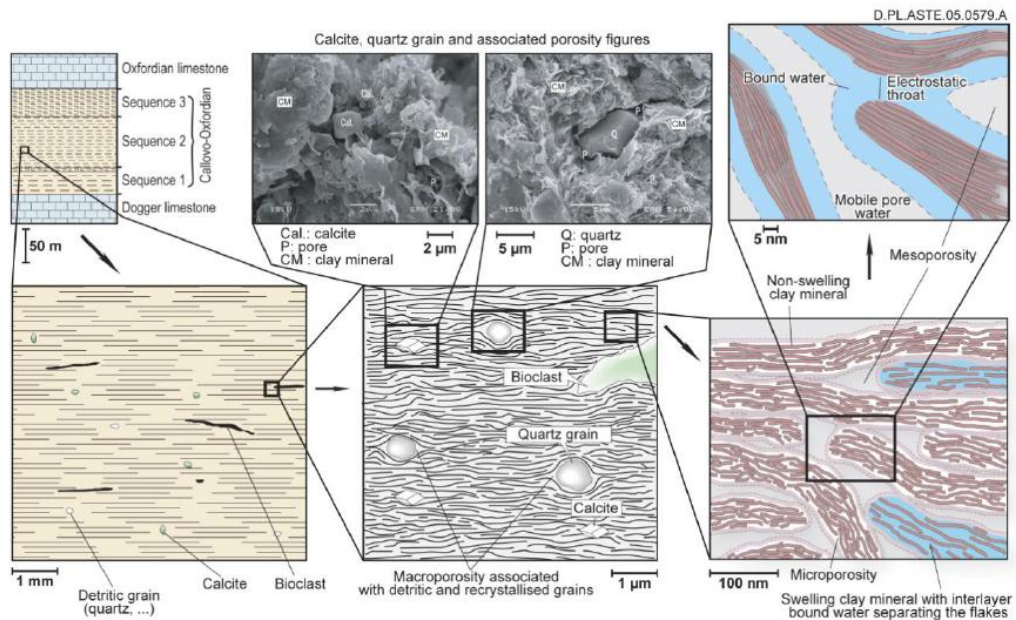 D.PL.ASTE.05.0579.A
Calcite, quartz grain and associated porosity figures
Oxfordian limestone
Sequence 3
Sequence 2
Sequence 1
Callovo-Oxfordian
Dogger limestone
50 m
CM
Cal.
CM
P
Cal.: calcite
P: pore
CM : clay mineral
2 µm
CM
P
Q
CM
P
5 µm
Q: quartz
P: pore
CM : clay mineral
Bound water
Electrostatic
throat
Mobile pore
water
5 nm
Mesoporosity
Non-swelling
clay mineral
Bioclast
Quartz grain
Calcite
1 mm
Detritic grain
(quartz, ...)
Calcite
Bioclast
Macroporosity associated
with detritic and recrystallised grains
1 µm
100 nm
Microporosity
Swelling clay mineral with interlayer
bound water separating the flakes